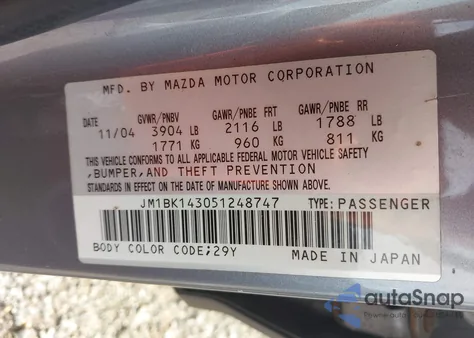 MFD. BY MAZDA MOTOR CORPORATION
DATE GVWR/PNBV GAWR/PNBE FRT GAWR/PNBE RR
11/04 3904 LB 2116 LB 1788 LB
1771 KG 960 KG 811 KG
THIS VEHICLE CONFORMS TO ALL APPLICABLE FEDERAL MOTOR VEHICLE SAFETY
,BUMPER,AND THEFT PREVENTION
STANDARDS IN EFFECT ON THE DATE OF MANUFACTURE SHOWN ABOVE.
JM1BK143051248747 TYPE:PASSENGER
BODY COLOR CODE;29Y MADE IN JAPAN
autoSnap